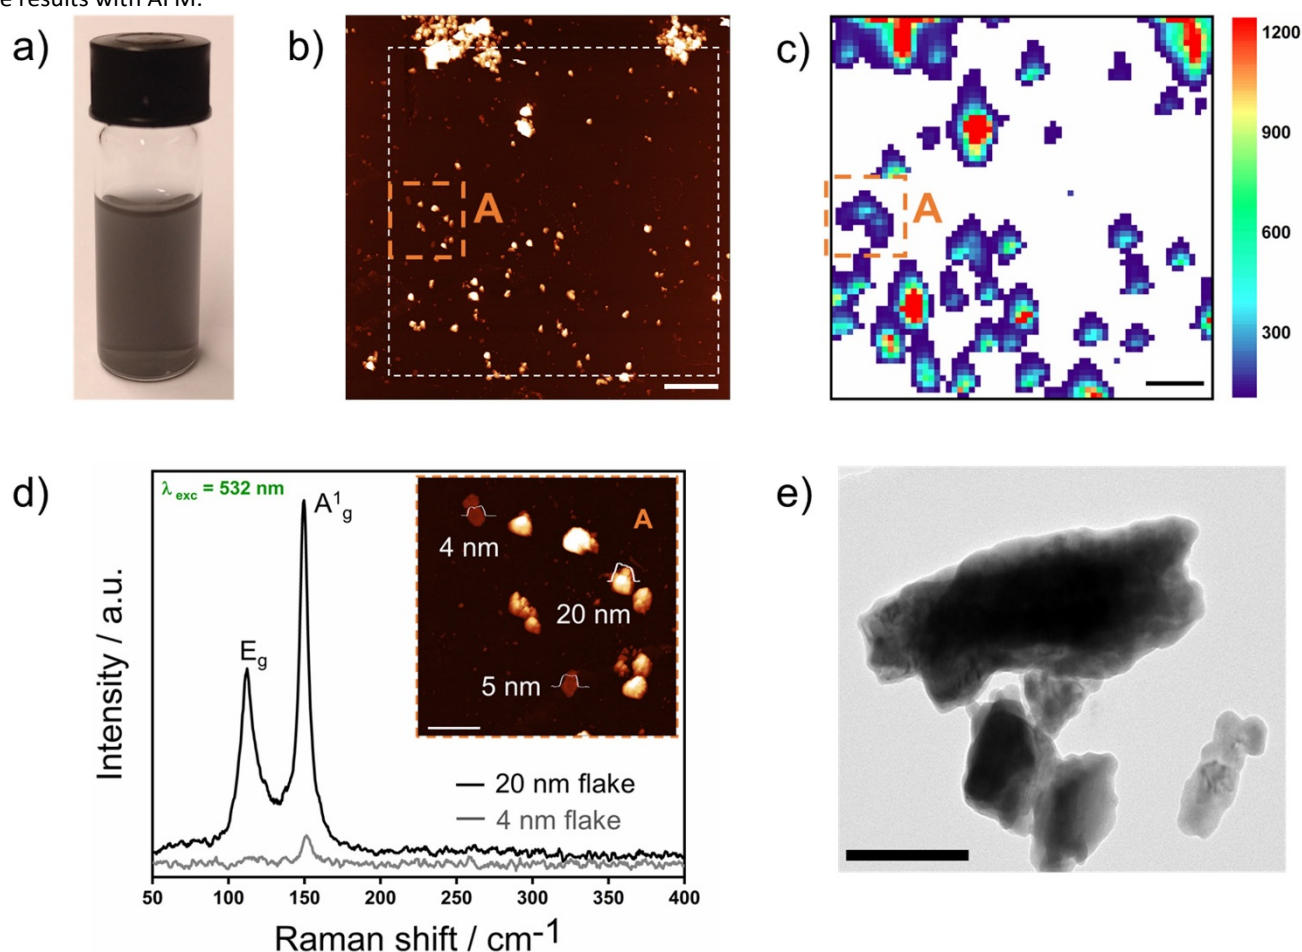 e results with AFM.
a)
b)
A
c)
A
1200
900
600
300
d)
λ exc = 532 nm
A¹g
Eg
A
4 nm
20 nm
5 nm
20 nm flake
4 nm flake
Intensity / a.u.
50 100 150 200 250 300 350 400
Raman shift / cm-1
e)